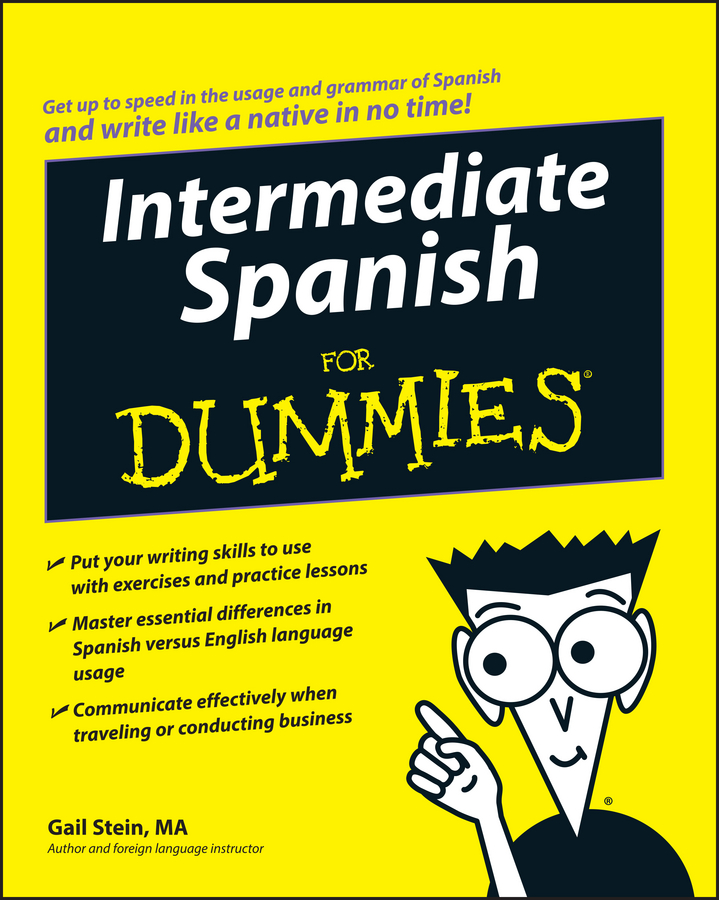 Get up to speed in the usage and grammar of Spanish
and write like a native in no time!
Intermediate
Spanish
FOR
DUMMIES®
✓ Put your writing skills to use
with exercises and practice lessons
✓ Master essential differences in
Spanish versus English language
usage
✓ Communicate effectively when
traveling or conducting business
®
Gail Stein, MA
Author and foreign language instructor